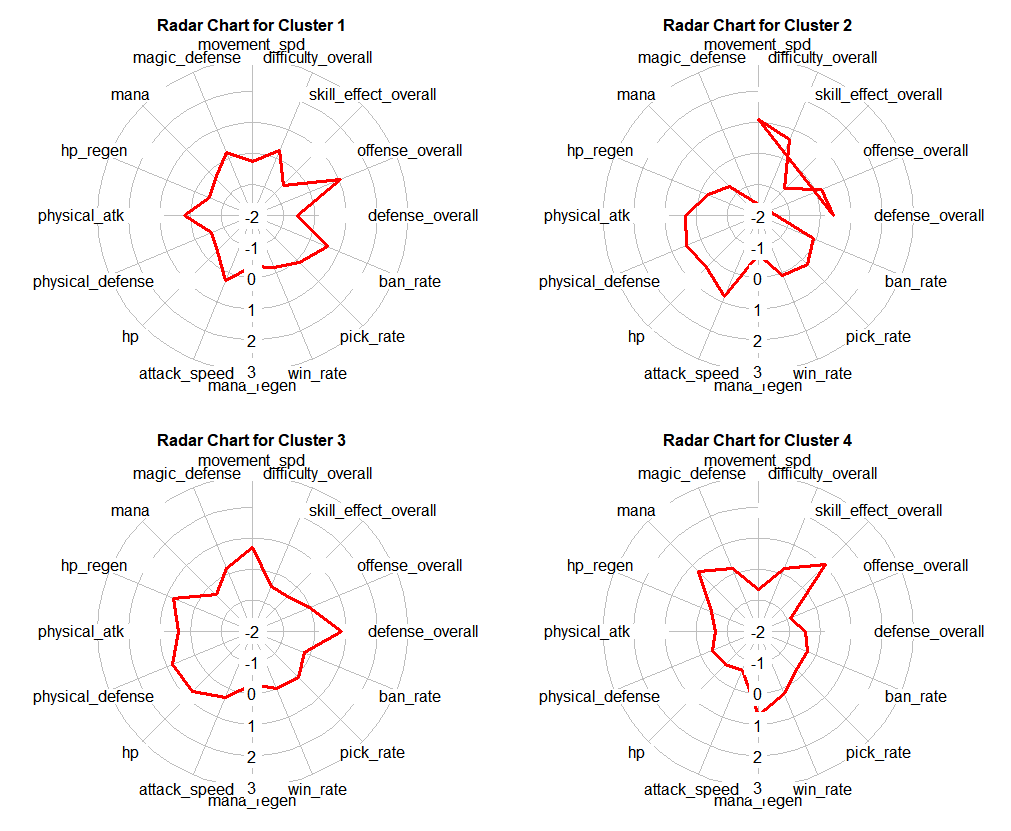 Radar Chart for Cluster 1
movement_spd
magic_defense difficulty_overall
mana skill_effect_overall
hp_regen offense_overall
physical_atk -2 defense_overall
-1
physical_defense 0 ban_rate
1
hp 2 pick_rate
attack_speed 3 win_rate
mana_regen
Radar Chart for Cluster 2
movement_spd
magic_defense difficulty_overall
mana skill_effect_overall
hp_regen offense_overall
physical_atk -2 defense_overall
-1
physical_defense 0 ban_rate
1
hp 2 pick_rate
attack_speed 3 win_rate
mana_regen
Radar Chart for Cluster 3
movement_spd
magic_defense difficulty_overall
mana skill_effect_overall
hp_regen offense_overall
physical_atk -2 defense_overall
-1
physical_defense 0 ban_rate
1
hp 2 pick_rate
attack_speed 3 win_rate
mana_regen
Radar Chart for Cluster 4
movement_spd
magic_defense difficulty_overall
mana skill_effect_overall
hp_regen offense_overall
physical_atk -2 defense_overall
-1
physical_defense 0 ban_rate
1
hp 2 pick_rate
attack_speed 3 win_rate
mana_regen